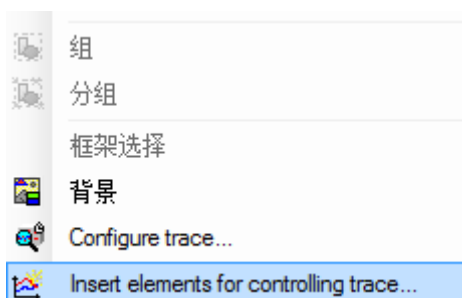 组
分组
框架选择
背景
Configure trace...
Insert elements for controlling trace...